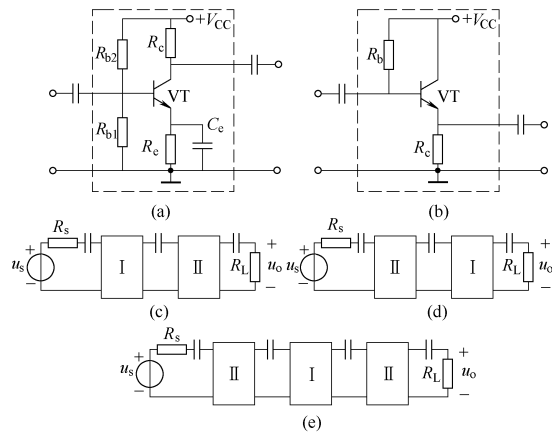 +V_CC
R_b2
R_c
VT
R_b1
R_e
C_e
(a)
+V_CC
R_b
VT
R_c
(b)
R_s
+
u_s
−
I
II
R_L
+
u_o
−
(c)
R_s
+
u_s
−
II
I
R_L
+
u_o
−
(d)
R_s
+
u_s
−
II
I
II
R_L
+
u_o
−
(e)